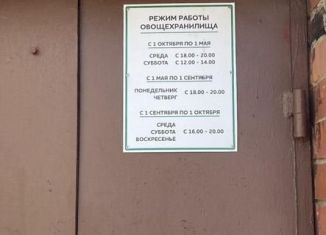 РЕЖИМ РАБОТЫ
ОВОЩЕХРАНИЛИЩА
С 1 ОКТЯБРЯ ПО 1 МАЯ
СРЕДА С 18.00 - 20.00
СУББОТА С 12.00 - 14.00
С 1 МАЯ ПО 1 СЕНТЯБРЯ
ПОНЕДЕЛЬНИК
ЧЕТВЕРГ С 18.00 - 20.00
С 1 СЕНТЯБРЯ ПО 1 ОКТЯБРЯ
СРЕДА
СУББОТА С 16.00 - 20.00
ВОСКРЕСЕНЬЕ